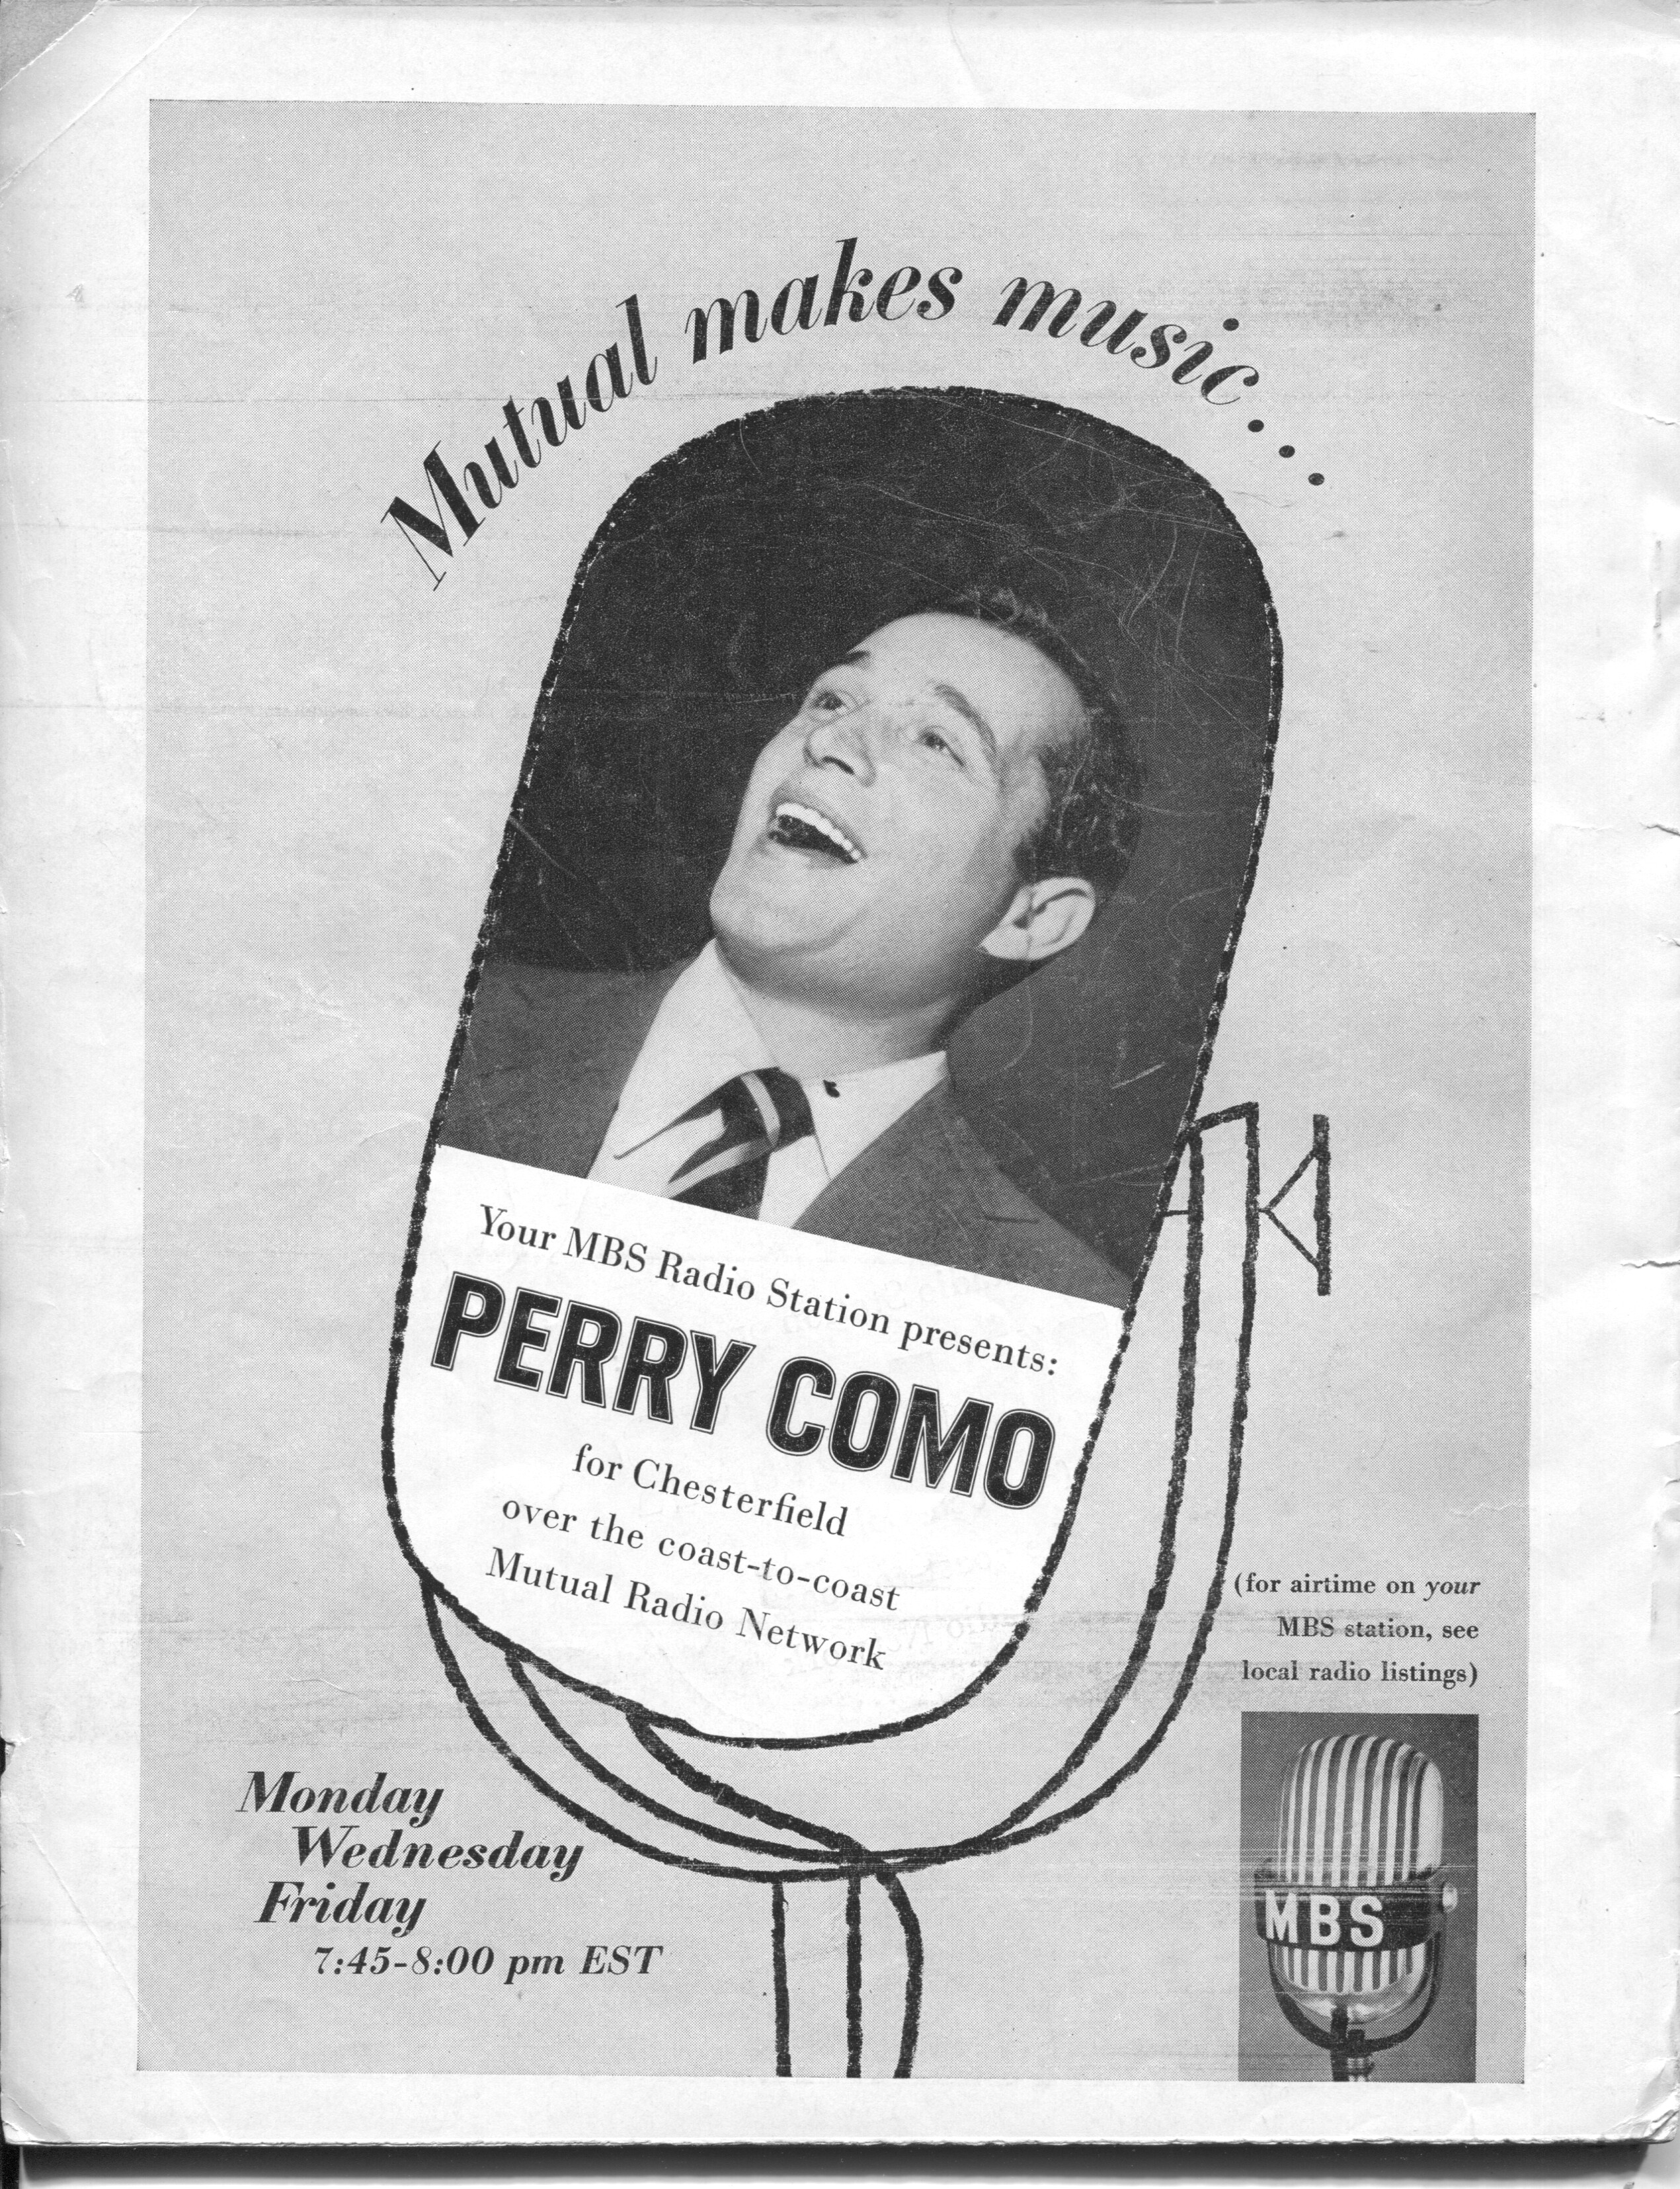 Mutual makes music...
Your MBS Radio Station presents:
PERRY COMO
for Chesterfield
over the coast-to-coast
Mutual Radio Network
(for airtime on your
MBS station, see
local radio listings)
Monday
Wednesday
Friday
7:45-8:00 pm EST
MBS